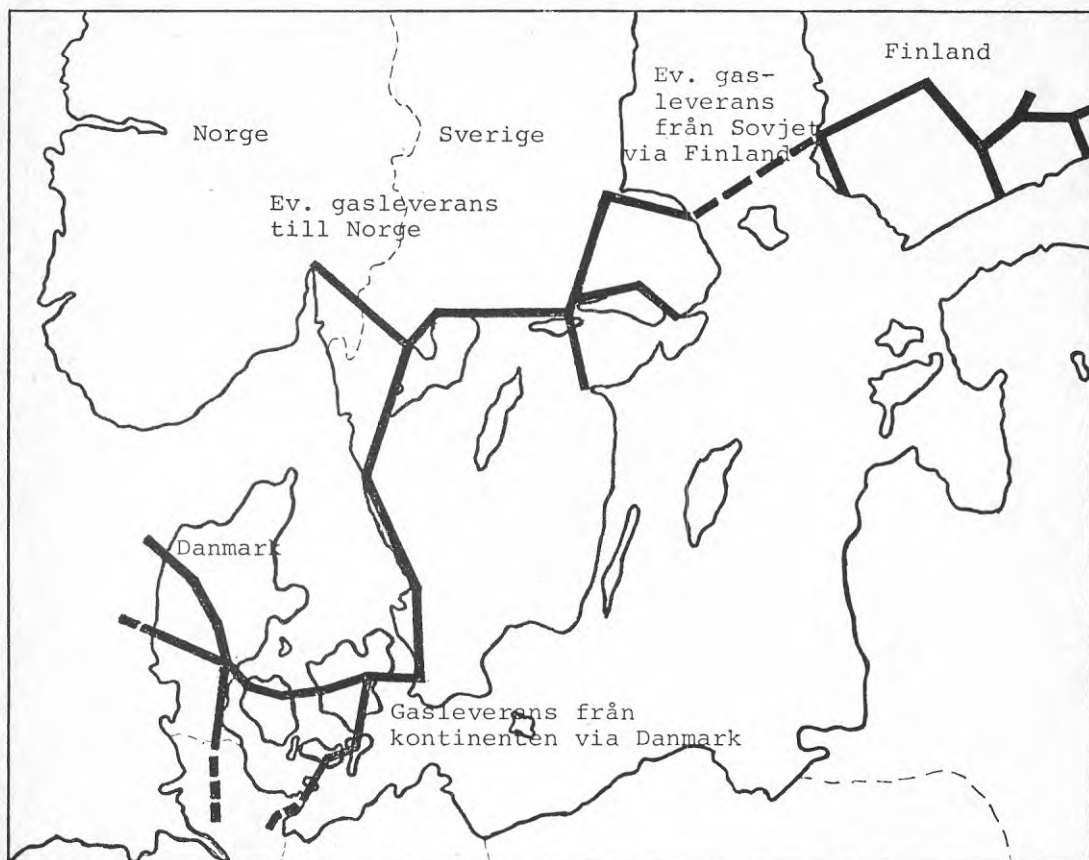 Finland
Ev. gas-
leverans
från Sovjet
via Finland
Norge
Sverige
Ev. gasleverans
till Norge
Danmark
Gasleverans från
kontinenten via Danmark